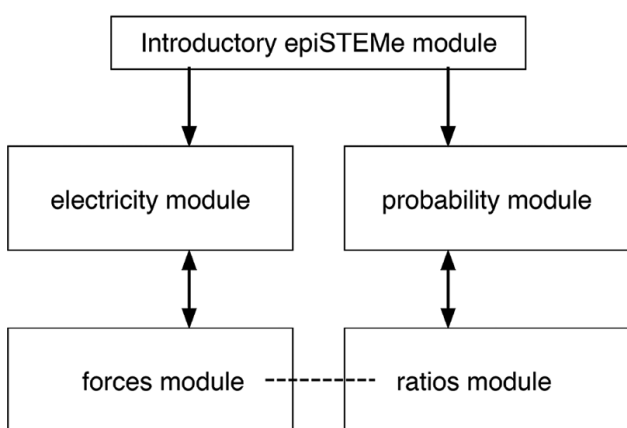 Introductory epiSTEMe module
electricity module
probability module
forces module
ratios module